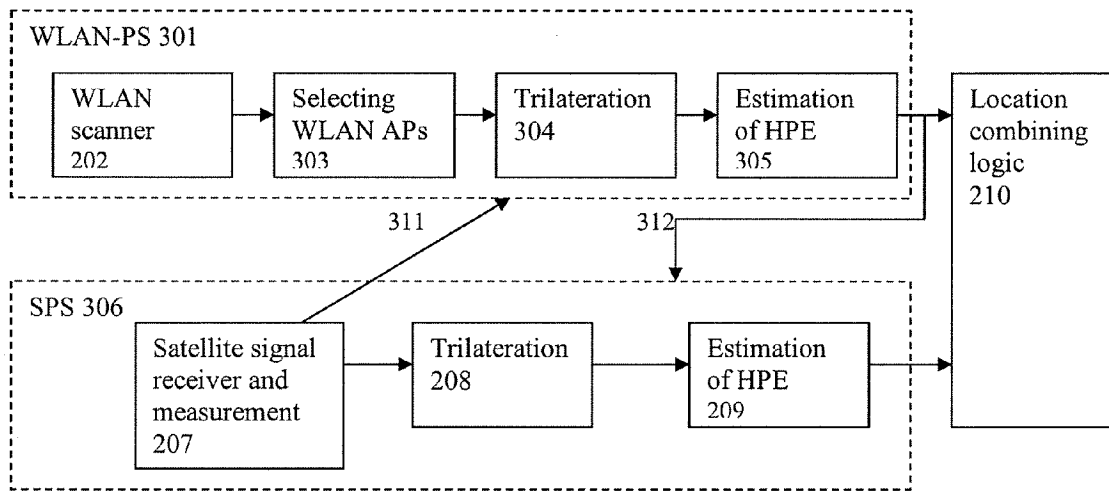 WLAN-PS 301
WLAN
scanner
202
Selecting
WLAN APs
303
Trilateration
304
Estimation
of HPE
305
Location
combining
logic
210
311
312
SPS 306
Satellite signal
receiver and
measurement
207
Trilateration
208
Estimation
of HPE
209